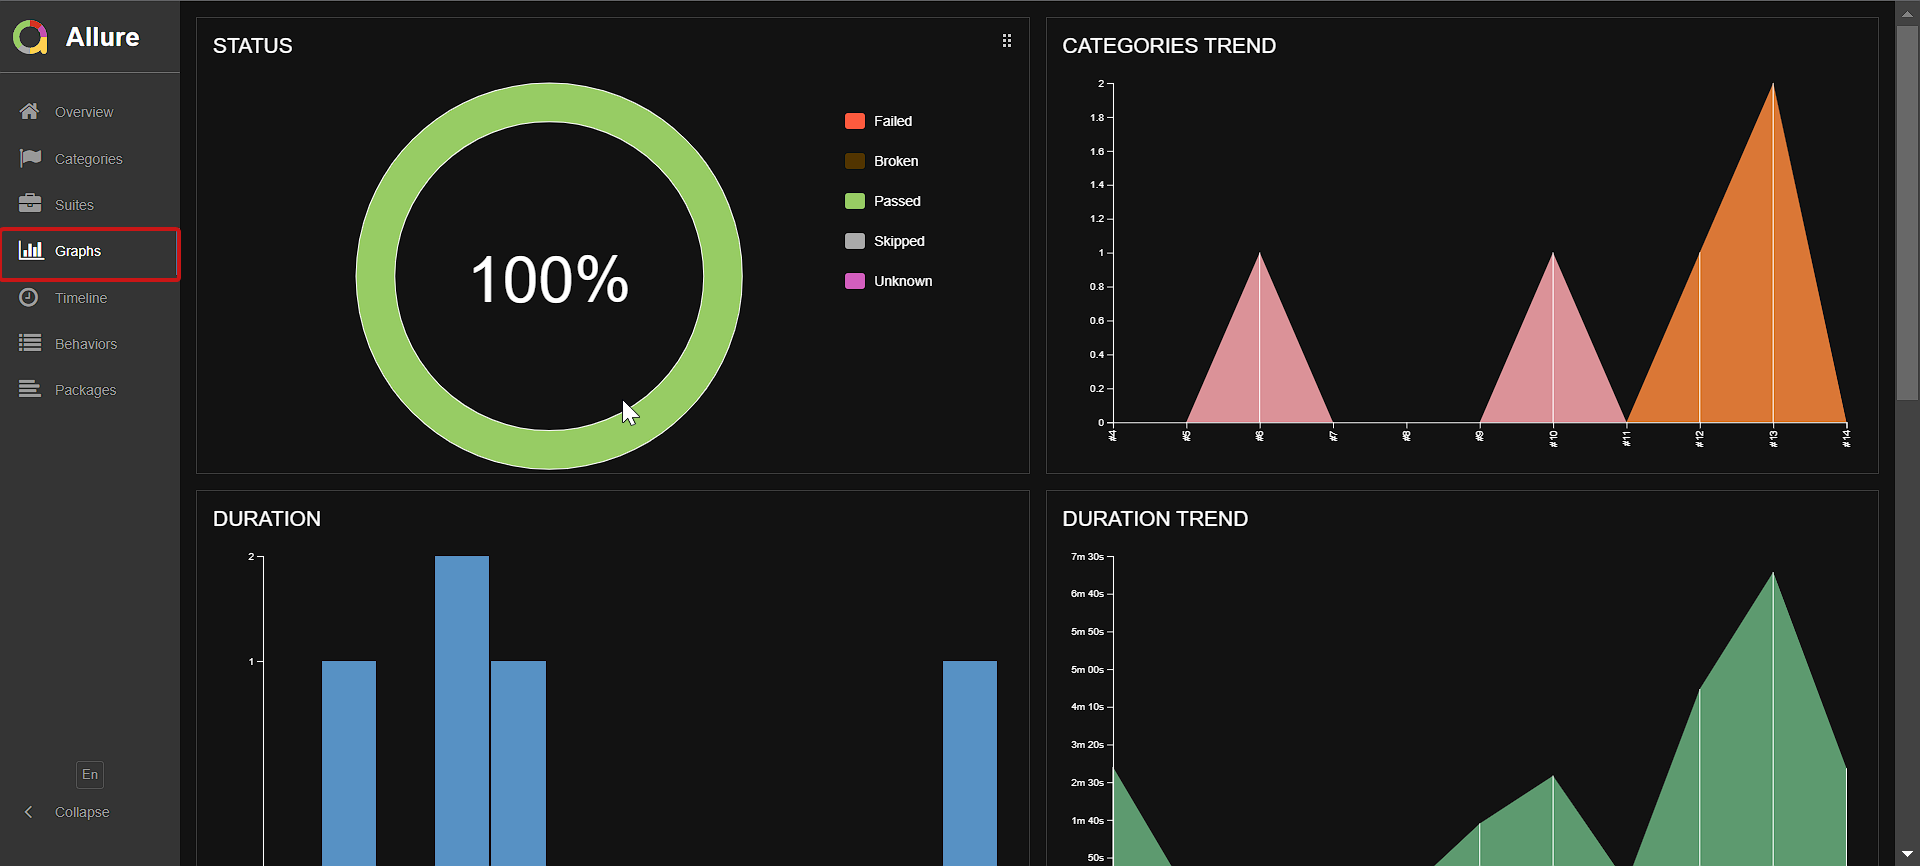 Allure
Overview
Categories
Suites
Graphs
Timeline
Behaviors
Packages
En
Collapse
STATUS
100%
Failed
Broken
Passed
Skipped
Unknown
CATEGORIES TREND
2
1.8
1.6
1.4
1.2
1
0.8
0.6
0.4
0.2
0
#4 #5 #6 #7 #8 #9 #10 #11 #12 #13 #14
DURATION
2
1
DURATION TREND
7m 30s
6m 40s
5m 50s
5m 00s
4m 10s
3m 20s
2m 30s
1m 40s
50s